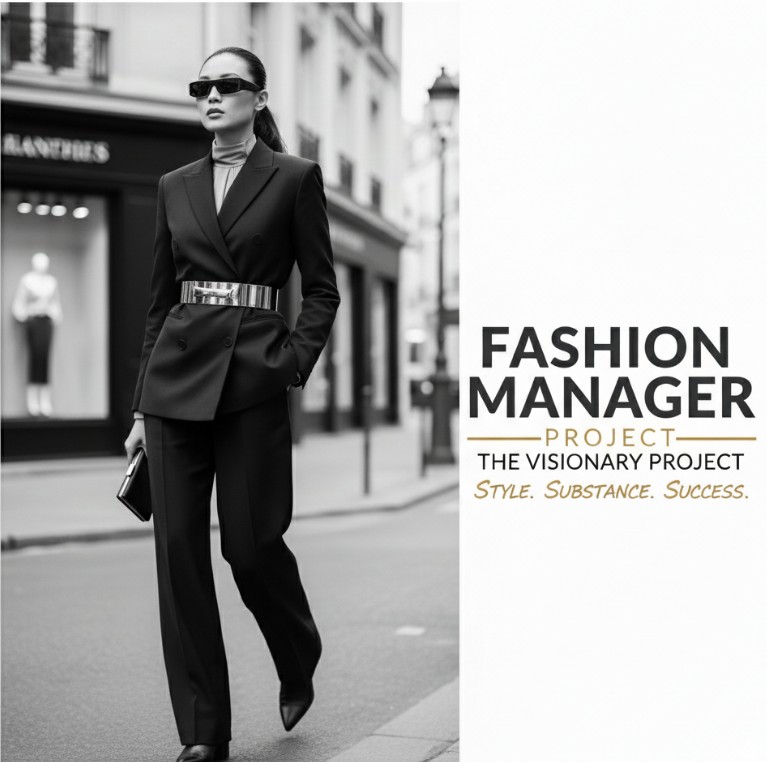 FASHION
MANAGER
PROJECT
THE VISIONARY PROJECT
STYLE. SUBSTANCE. SUCCESS.